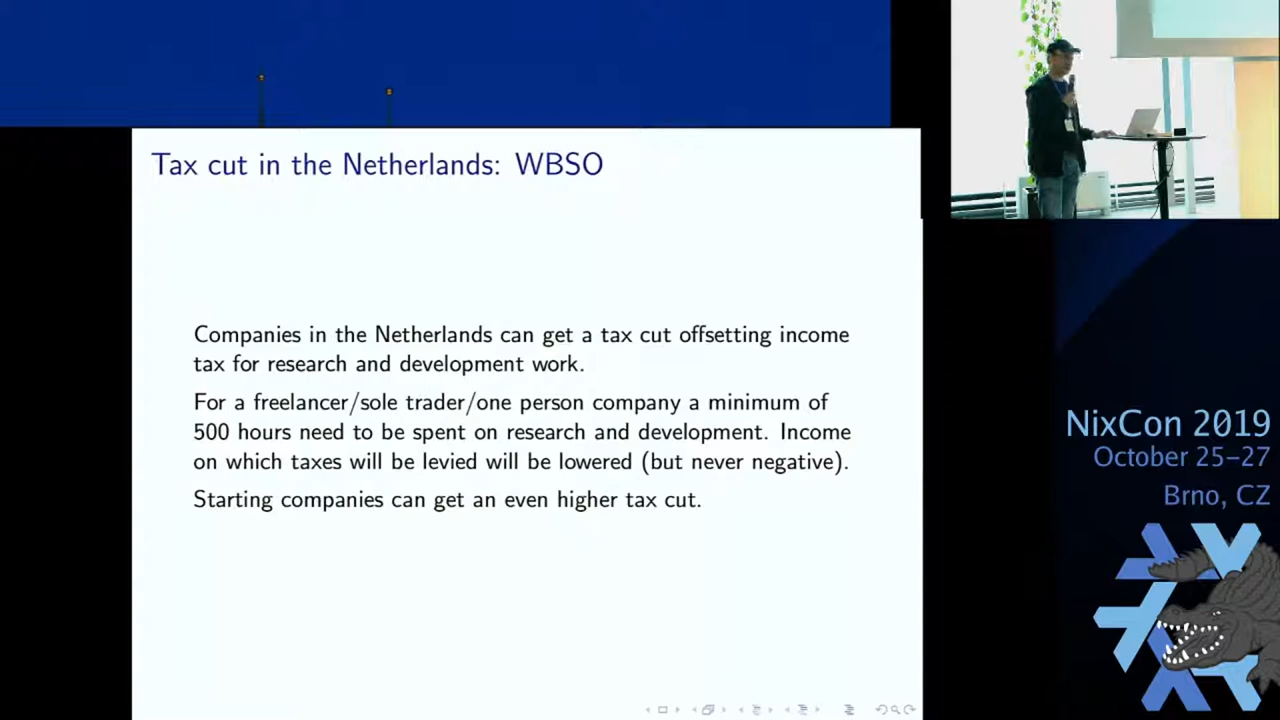 Tax cut in the Netherlands: WBSO
Companies in the Netherlands can get a tax cut offsetting income
tax for research and development work.
For a freelancer/sole trader/one person company a minimum of
500 hours need to be spent on research and development. Income
on which taxes will be levied will be lowered (but never negative).
Starting companies can get an even higher tax cut.
NixCon 2019
October 25–27
Brno, CZ